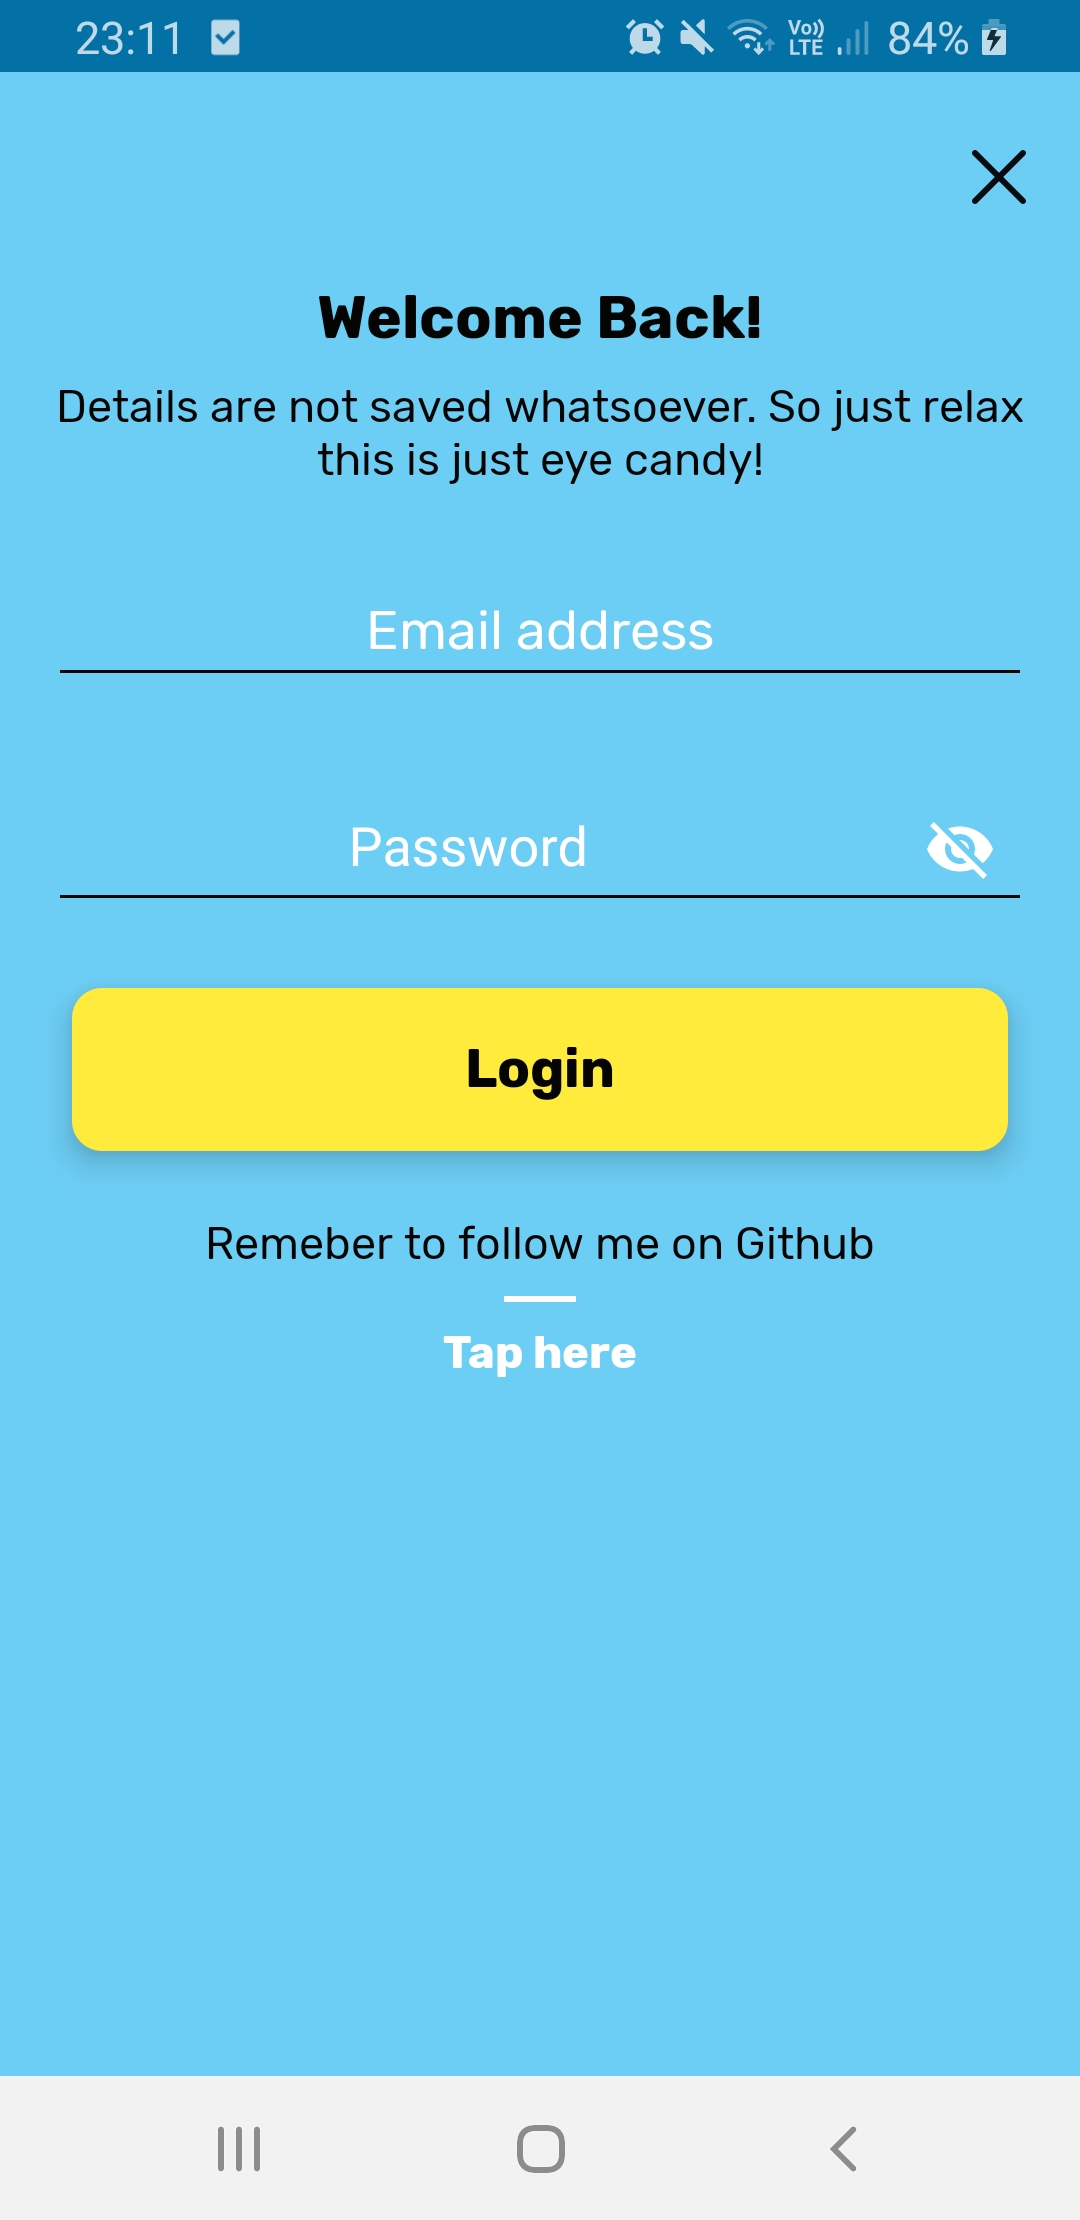 23:11
Vo)) LTE 84%
Welcome Back!
Details are not saved whatsoever. So just relax
this is just eye candy!
Email address
Password
Login
Remeber to follow me on Github
Tap here